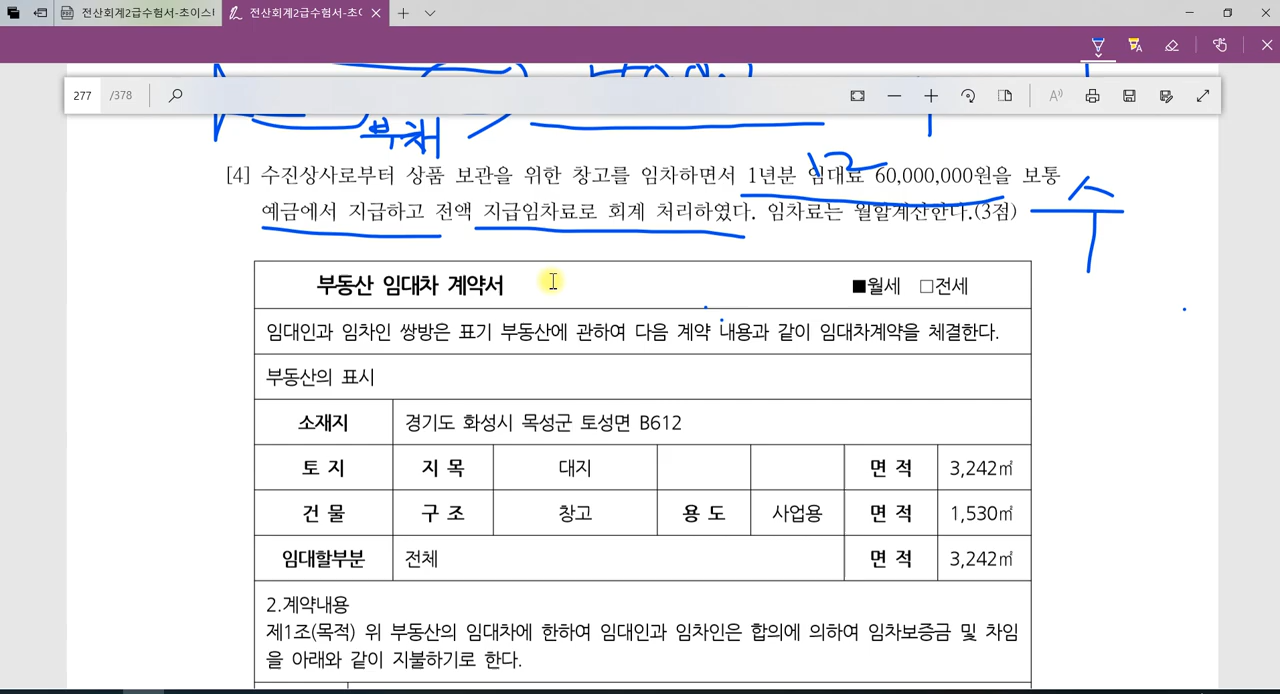 전산회계2급수험서-초이스
전산회계2급수험서-초이
277 /378
부채
[4] 수진상사로부터 상품 보관을 위한 창고를 임차하면서 1년분 임대료 60,000,000원을 보통
12
예금에서 지급하고 전액 지급임차료로 회계 처리하였다. 임차료는 월할계산한다.(3점)
수
부동산 임대차 계약서 ■월세 □전세
임대인과 임차인 쌍방은 표기 부동산에 관하여 다음 계약 내용과 같이 임대차계약을 체결한다.
부동산의 표시
소재지 경기도 화성시 목성군 토성면 B612
토 지 지 목 대지 면 적 3,242㎡
건 물 구 조 창고 용 도 사업용 면 적 1,530㎡
임대할부분 전체 면 적 3,242㎡
2.계약내용
제1조(목적) 위 부동산의 임대차에 한하여 임대인과 임차인은 합의에 의하여 임차보증금 및 차임
을 아래와 같이 지불하기로 한다.